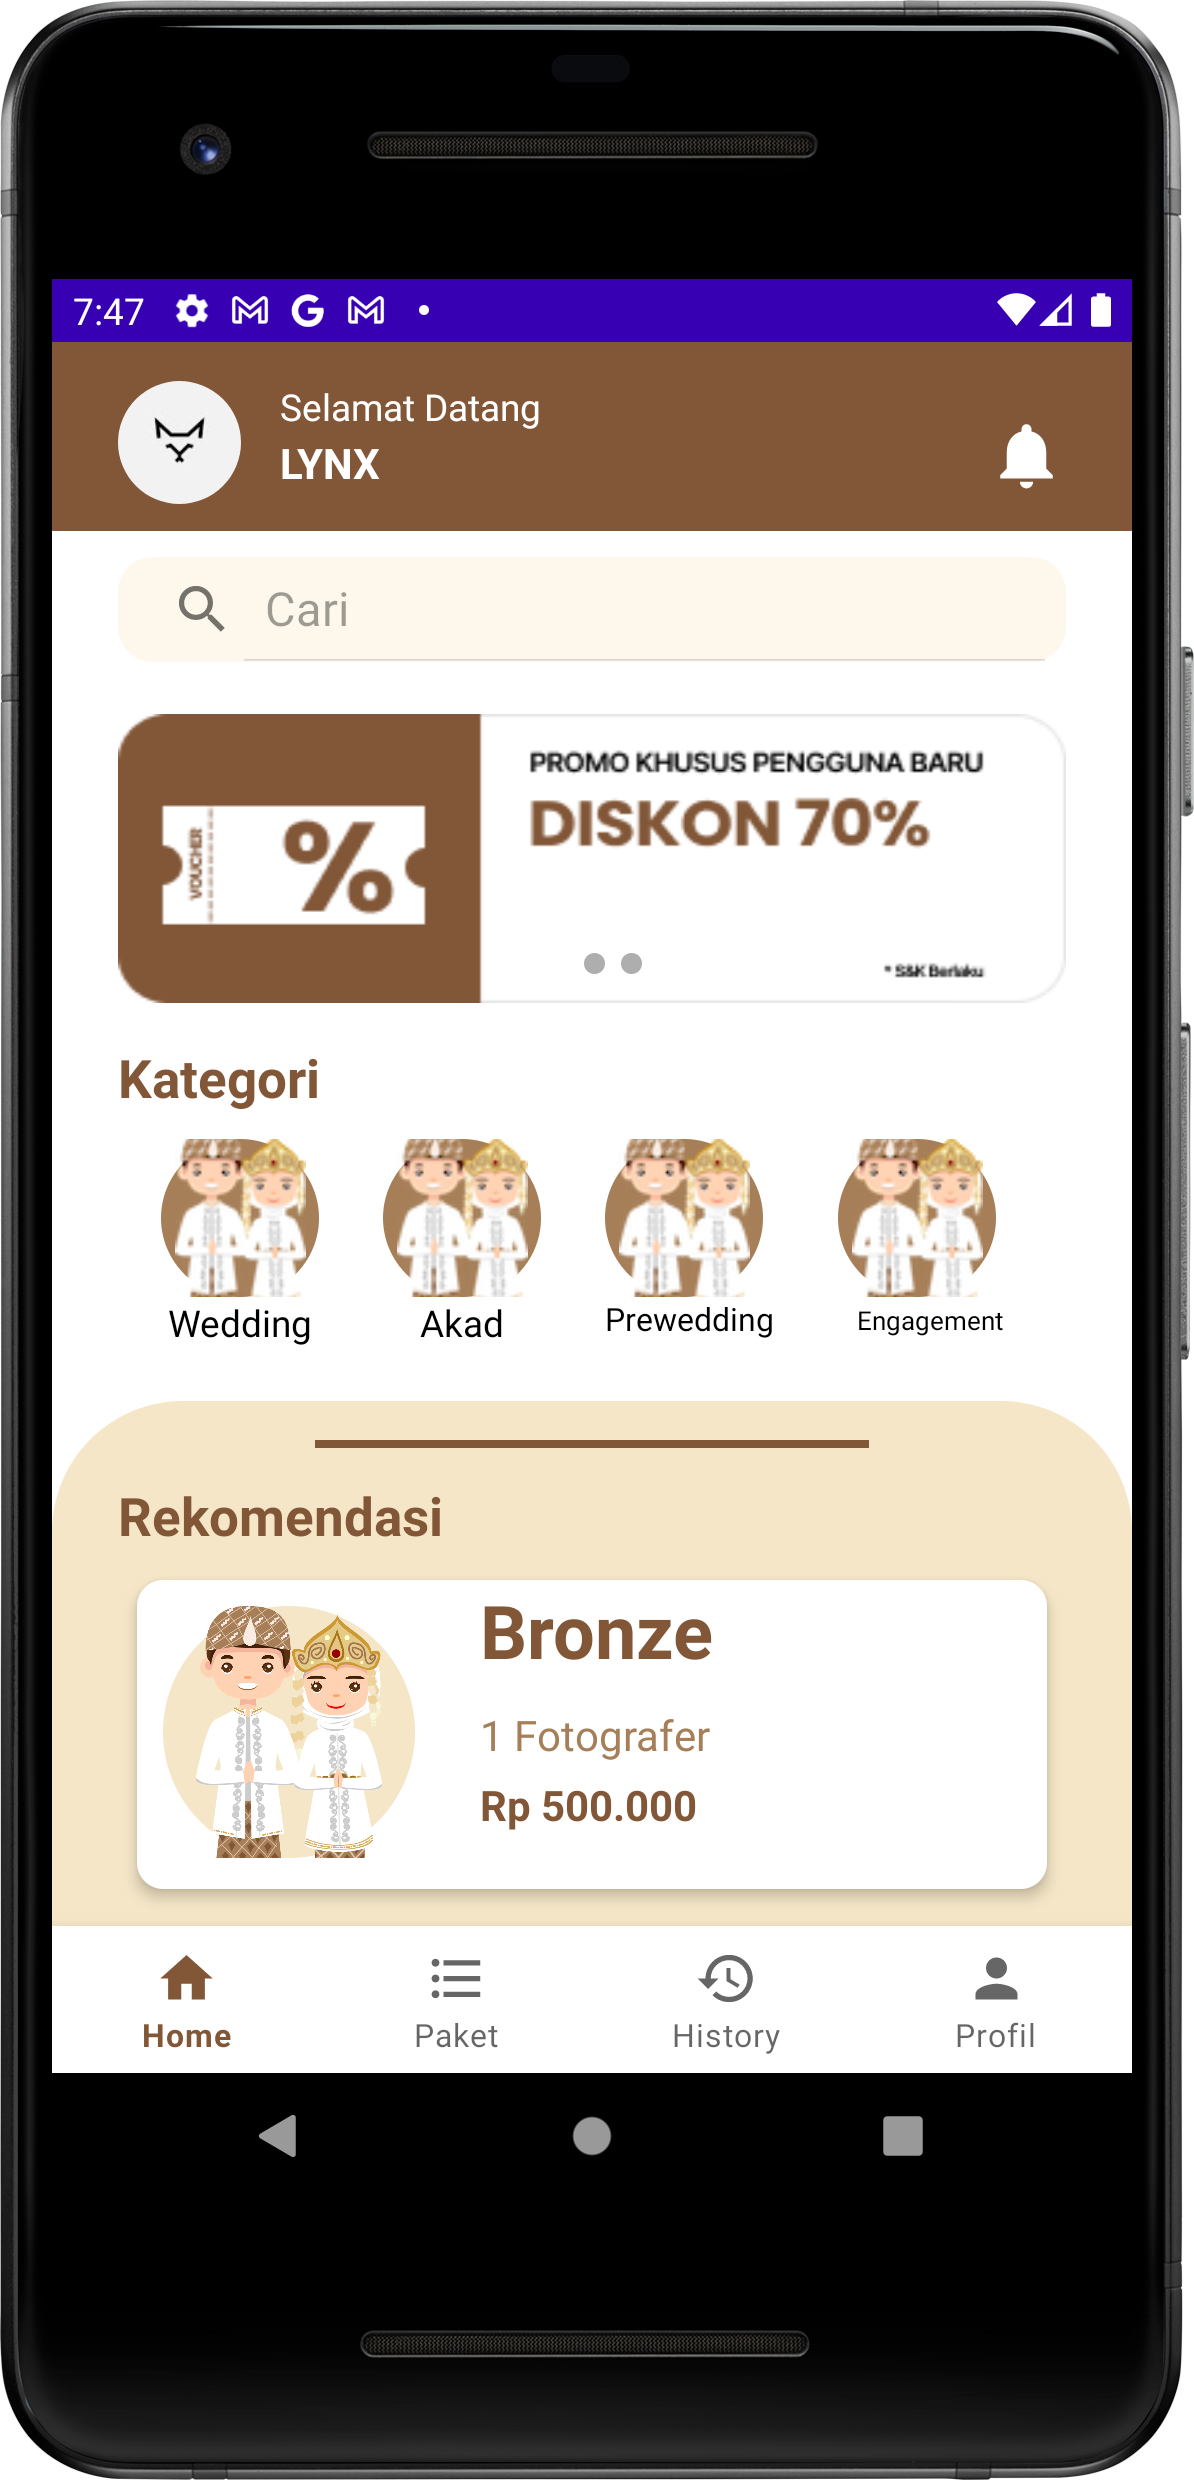 7:47
Selamat Datang
LYNX
Cari
PROMO KHUSUS PENGGUNA BARU
DISKON 70%
VOUCHER
%
* S&K Berlaku
Kategori
Wedding
Akad
Prewedding
Engagement
Rekomendasi
Bronze
1 Fotografer
Rp 500.000
Home
Paket
History
Profil